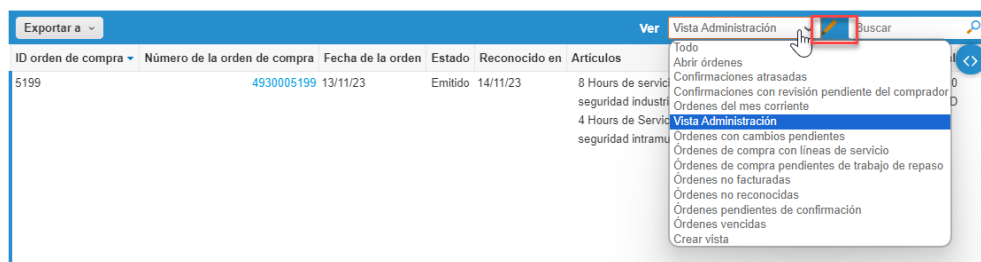 Exportar a
Ver Vista Administración Buscar
ID orden de compra Número de la orden de compra Fecha de la orden Estado Reconocido en Artículos
5199 4930005199 13/11/23 Emitido 14/11/23 8 Hours de servici
seguridad industri
4 Hours de Servic
seguridad intramu
Todo
Abrir órdenes
Confirmaciones atrasadas
Confirmaciones con revisión pendiente del comprador
Órdenes del mes corriente
Vista Administración
Órdenes con cambios pendientes
Órdenes de compra con líneas de servicio
Órdenes de compra pendientes de trabajo de repaso
Órdenes no facturadas
Órdenes no reconocidas
Órdenes pendientes de confirmación
Órdenes vencidas
Crear vista